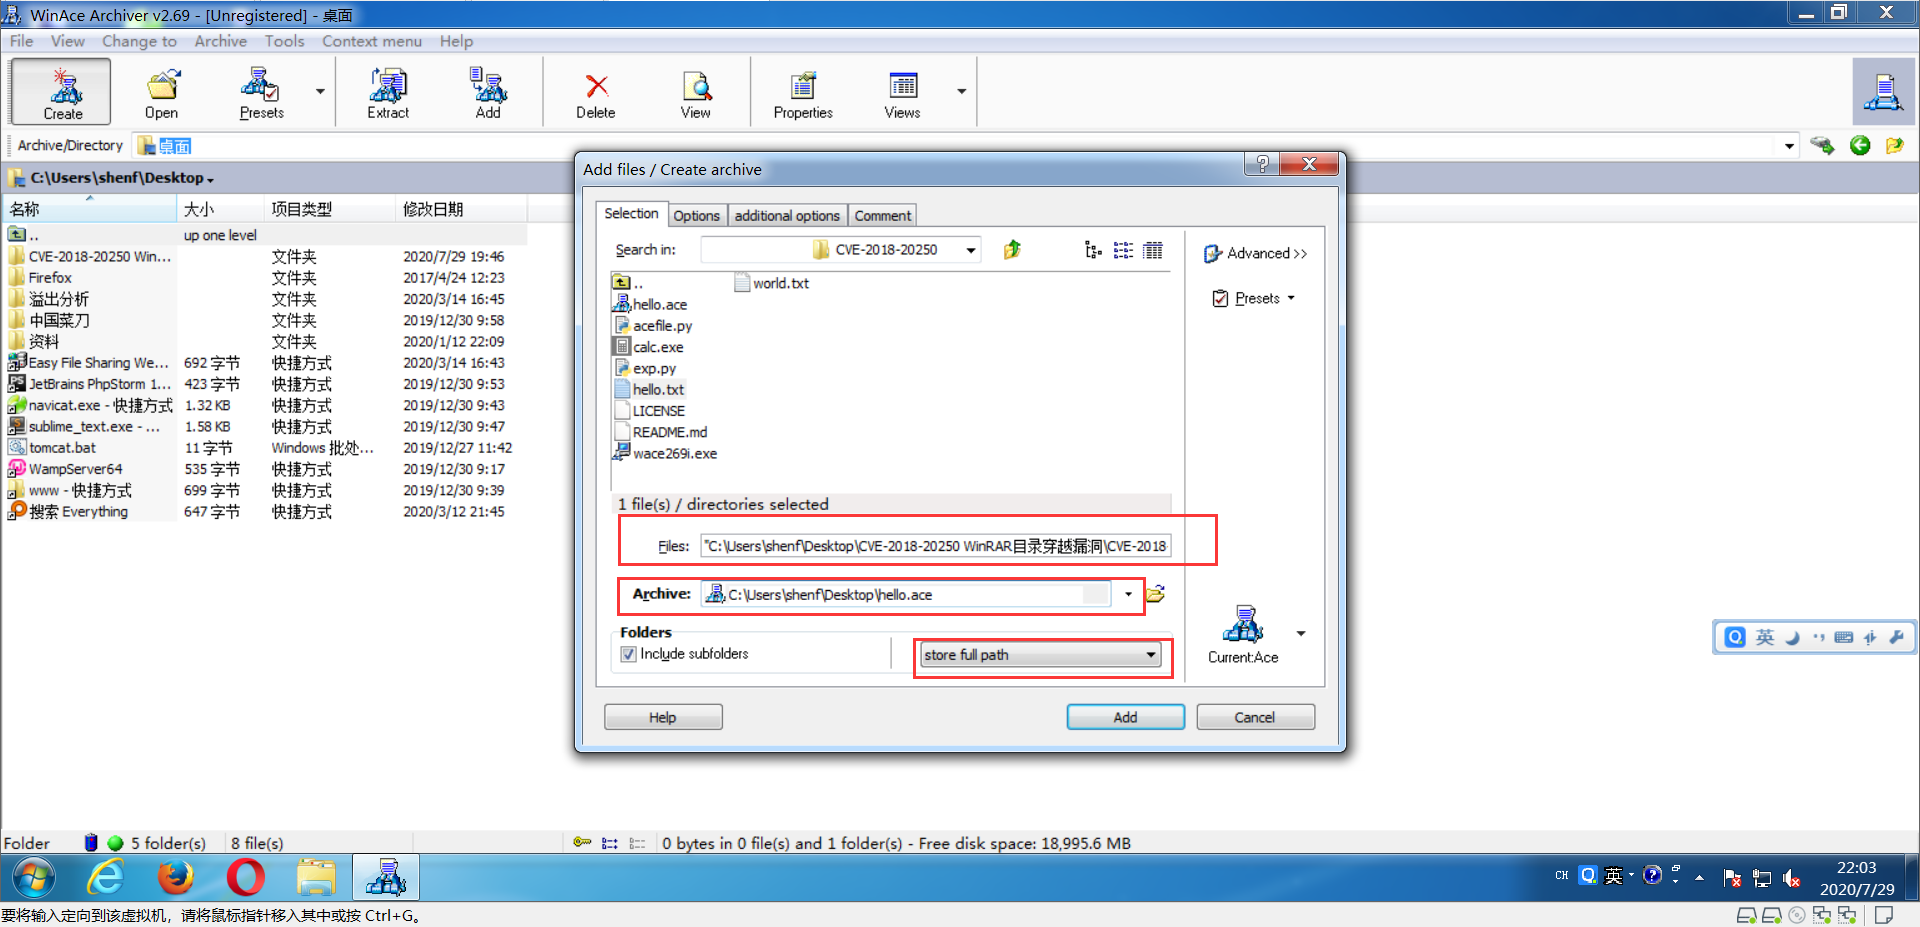 WinAce Archiver v2.69 - [Unregistered] - 桌面
File View Change to Archive Tools Context menu Help
Create Open Presets Extract Add Delete View Properties Views
Archive/Directory 桌面
C:\Users\shenf\Desktop
名称 大小 项目类型 修改日期
.. up one level
CVE-2018-20250 Win... 文件夹 2020/7/29 19:46
Firefox 文件夹 2017/4/24 12:23
溢出分析 文件夹 2020/3/14 16:45
中国菜刀 文件夹 2019/12/30 9:58
资料 文件夹 2020/1/12 22:09
Easy File Sharing We... 692 字节 快捷方式 2020/3/14 16:43
JetBrains PhpStorm 1... 423 字节 快捷方式 2019/12/30 9:53
navicat.exe - 快捷方式 1.32 KB 快捷方式 2019/12/30 9:43
sublime_text.exe - ... 1.58 KB 快捷方式 2019/12/30 9:47
tomcat.bat 11 字节 Windows 批处... 2019/12/27 11:42
WampServer64 535 字节 快捷方式 2019/12/30 9:17
www - 快捷方式 699 字节 快捷方式 2019/12/30 9:39
搜索 Everything 647 字节 快捷方式 2020/3/12 21:45
Add files / Create archive
Selection Options additional options Comment
Search in: CVE-2018-20250
Advanced >>
Presets
.. world.txt
hello.ace
acefile.py
calc.exe
exp.py
hello.txt
LICENSE
README.md
wace269i.exe
1 file(s) / directories selected
Files: "C:\Users\shenf\Desktop\CVE-2018-20250 WinRAR目录穿越漏洞\CVE-2018-
Archive: C:\Users\shenf\Desktop\hello.ace
Folders
Include subfolders store full path
Current:Ace
Help Add Cancel
英
Folder 5 folder(s) 8 file(s) 0 bytes in 0 file(s) and 1 folder(s) - Free disk space: 18,995.6 MB
CH 英 22:03
2020/7/29
要将输入定向到该虚拟机，请将鼠标指针移入其中或按 Ctrl+G。